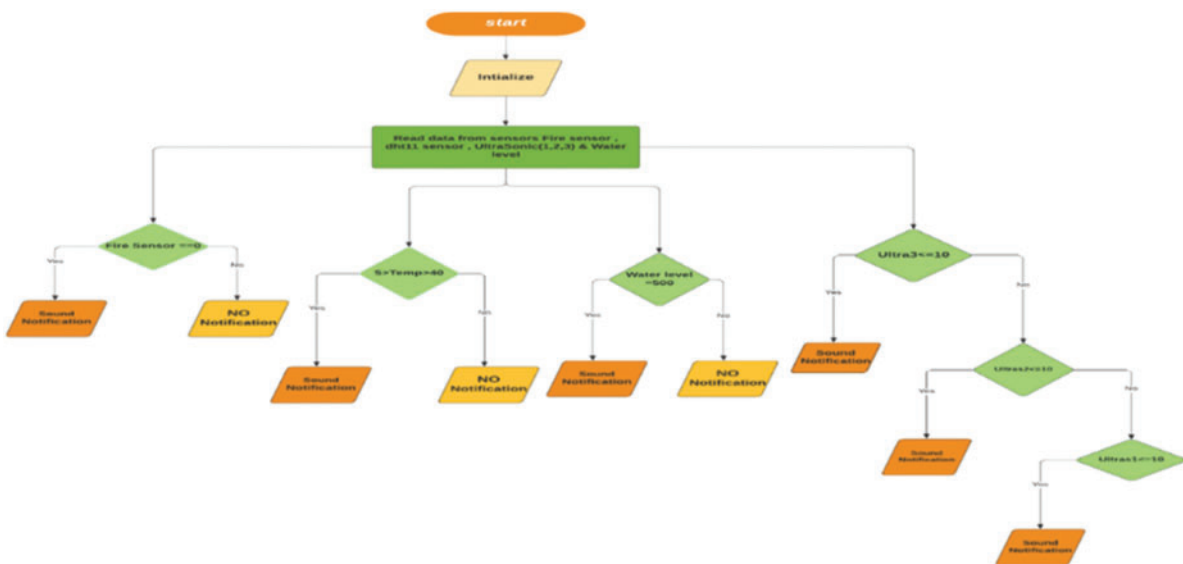 start
Intialize
Read data from sensors Fire sensor ,
dht11 sensor , UltraSonic(1,2,3) & Water
level
Fire Sensor ==0
Yes
No
Sound
Notification
NO
Notification
5>Temp>40
Yes
No
Sound
Notification
NO
Notification
Water level
=500
Yes
No
Sound
Notification
NO
Notification
Ultra3<=10
Yes
No
Sound
Notification
Yes
No
Sound
Notification
Ultras1<=10
Yes
Sound
Notification